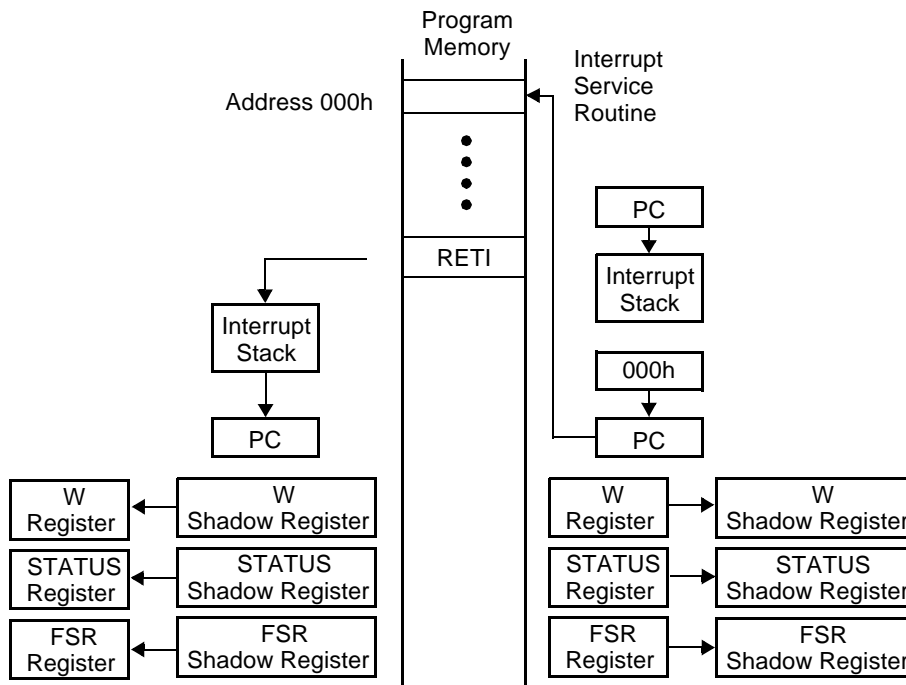 Program
Memory
Interrupt
Service
Routine
Address 000h
PC
RETI
Interrupt
Stack
Interrupt
Stack
000h
PC
PC
W
Register
W
Shadow Register
W
Register
W
Shadow Register
STATUS
Register
STATUS
Shadow Register
STATUS
Register
STATUS
Shadow Register
FSR
Register
FSR
Shadow Register
FSR
Register
FSR
Shadow Register